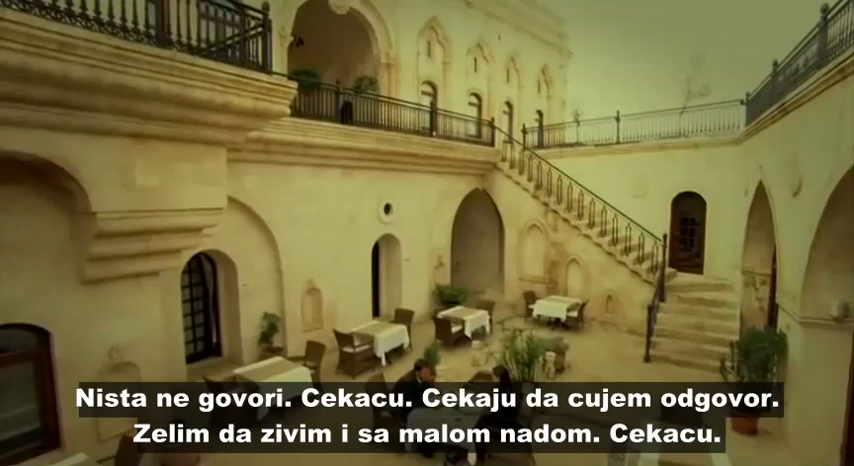 Nista ne govori. Cekacu. Cekaju da cujem odgovor.
Zelim da zivim i sa malom nadom. Cekacu.